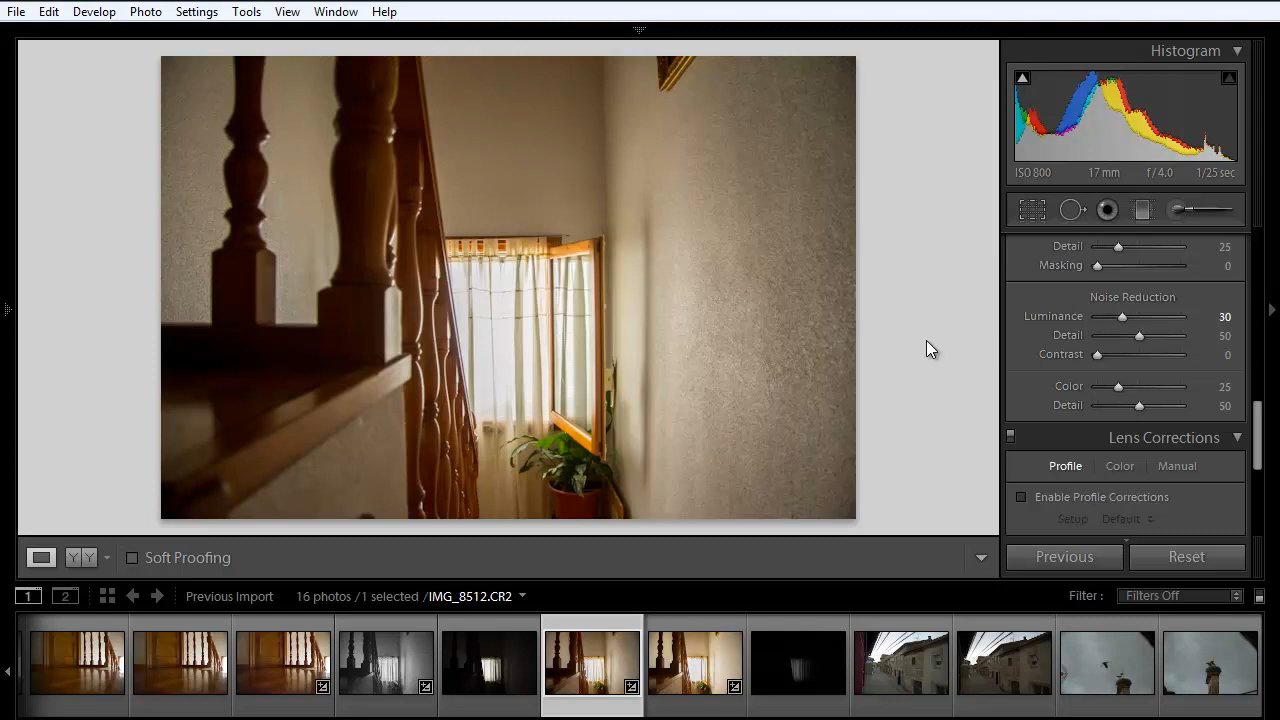 File Edit Develop Photo Settings Tools View Window Help
Histogram
ISO 800 17 mm f / 4.0 1/25 sec
Detail 25
Masking 0
Noise Reduction
Luminance 30
Detail 50
Contrast 0
Color 25
Detail 50
Lens Corrections
Profile Color Manual
Enable Profile Corrections
Setup Default
Previous Reset
Y Y Soft Proofing
1 2 Previous Import 16 photos / 1 selected / IMG_8512.CR2 Filter : Filters Off